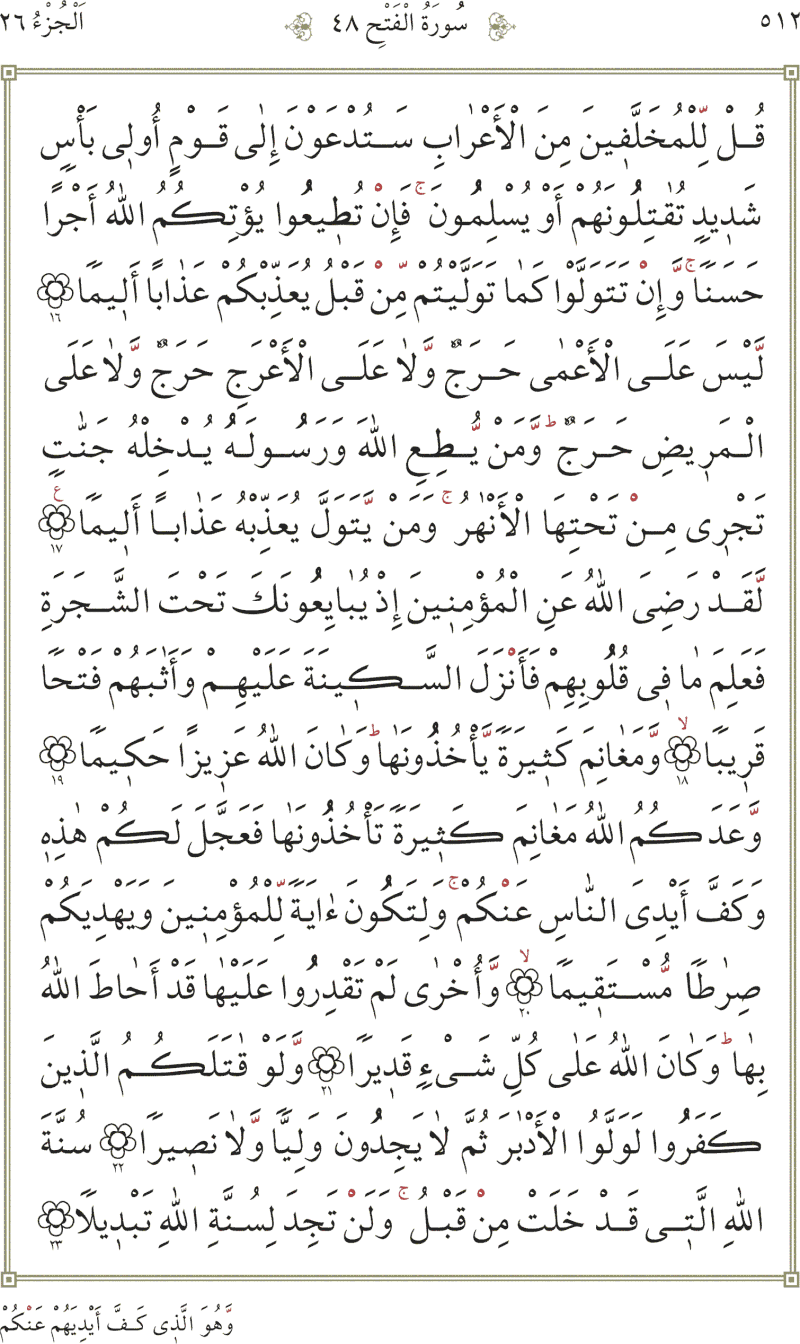 ٥١٢ سُورَةُ الْفَتْحِ ٤٨ اَلْجُزْءُ ٢٦
قُلْ لِّلْمُخَلَّفِينَ مِنَ الْأَعْرَابِ سَتُدْعَوْنَ إِلٰى قَوْمٍ أُولِى بَأْسٍ
شَدِيدٍ تُقٰتِلُونَهُمْ أَوْ يُسْلِمُونَ ۚ فَإِنْ تُطِيعُوا يُؤْتِكُمُ اللّٰهُ أَجْرًا
حَسَنًا ۚ وَّإِنْ تَتَوَلَّوْا كَمَا تَوَلَّيْتُمْ مِّنْ قَبْلُ يُعَذِّبْكُمْ عَذَابًا أَلِيمًا ١٦
لَّيْسَ عَلَى الْأَعْمٰى حَرَجٌ وَّلَا عَلَى الْأَعْرَجِ حَرَجٌ وَّلَا عَلَى
الْمَرِيضِ حَرَجٌ ؕ وَّمَنْ يُّطِعِ اللّٰهَ وَرَسُولَهُ يُدْخِلْهُ جَنّٰتٍ
تَجْرِى مِنْ تَحْتِهَا الْأَنْهٰرُ ۚ وَمَنْ يَّتَوَلَّ يُعَذِّبْهُ عَذَابًا أَلِيمًا ١٧ ع
لَّقَدْ رَضِىَ اللّٰهُ عَنِ الْمُؤْمِنِينَ إِذْ يُبَايِعُونَكَ تَحْتَ الشَّجَرَةِ
فَعَلِمَ مَا فِى قُلُوبِهِمْ فَأَنْزَلَ السَّكِينَةَ عَلَيْهِمْ وَأَثٰبَهُمْ فَتْحًا
قَرِيبًا ١٨ ۙ وَّمَغَانِمَ كَثِيرَةً يَّأْخُذُونَهَا ؕ وَكَانَ اللّٰهُ عَزِيزًا حَكِيمًا ١٩
وَّعَدَكُمُ اللّٰهُ مَغَانِمَ كَثِيرَةً تَأْخُذُونَهَا فَعَجَّلَ لَكُمْ هٰذِهِ
وَكَفَّ أَيْدِىَ النَّاسِ عَنْكُمْ ۚ وَلِتَكُونَ ءَايَةً لِّلْمُؤْمِنِينَ وَيَهْدِيَكُمْ
صِرٰطًا مُّسْتَقِيمًا ٢٠ ۙ وَّأُخْرٰى لَمْ تَقْدِرُوا عَلَيْهَا قَدْ أَحَاطَ اللّٰهُ
بِهَا ؕ وَكَانَ اللّٰهُ عَلٰى كُلِّ شَىْءٍ قَدِيرًا ٢١ وَّلَوْ قٰتَلَكُمُ الَّذِينَ
كَفَرُوا لَوَلَّوُا الْأَدْبٰرَ ثُمَّ لَا يَجِدُونَ وَلِيًّا وَّلَا نَصِيرًا ٢٢ سُنَّةَ
اللّٰهِ الَّتِى قَدْ خَلَتْ مِنْ قَبْلُ ۚ وَلَنْ تَجِدَ لِسُنَّةِ اللّٰهِ تَبْدِيلًا ٢٣
وَّهُوَ الَّذِى كَفَّ أَيْدِيَهُمْ عَنْكُمْ